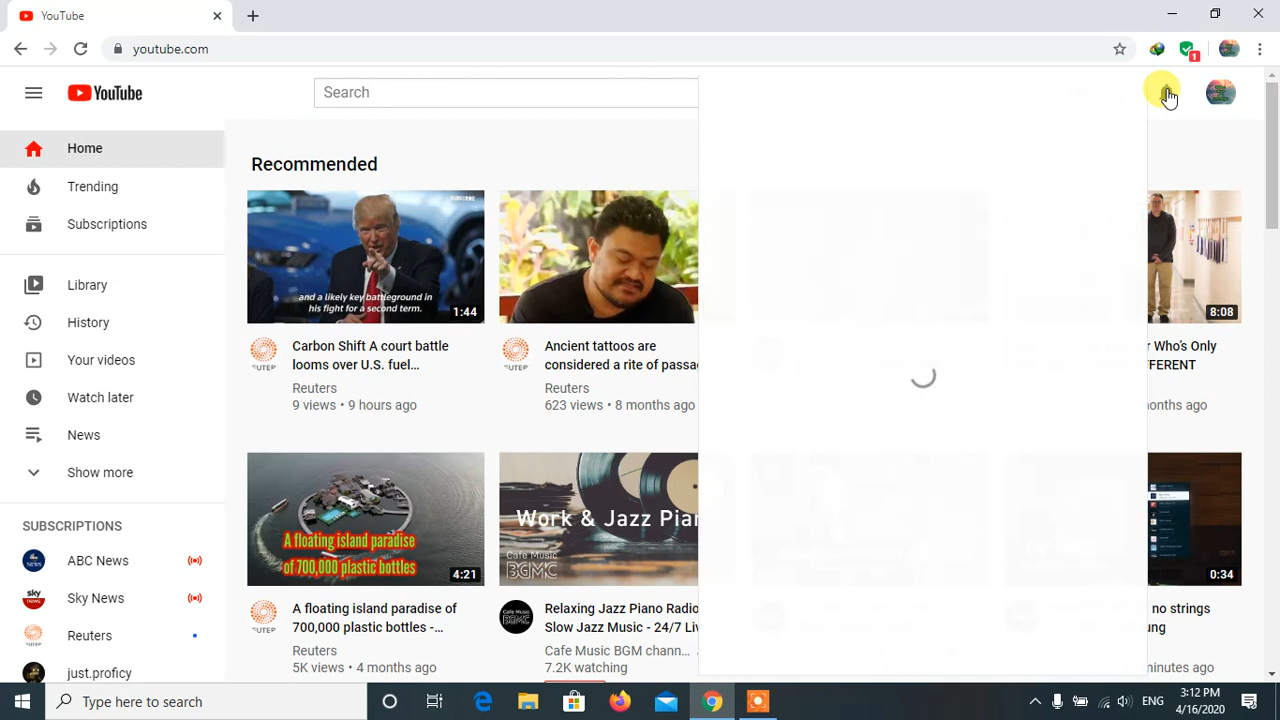 YouTube
youtube.com
1
YouTube
Search
Home
Trending
Subscriptions
Library
History
Your videos
Watch later
News
Show more
SUBSCRIPTIONS
ABC News
Sky News
Reuters
just.proficy
Recommended
SUBSCRIBE
and a likely key battleground in
his fight for a second term.
1:44
8:08
Carbon Shift A court battle
looms over U.S. fuel...
Reuters
9 views • 9 hours ago
Ancient tattoos are
considered a rite of passa
Reuters
623 views • 8 months ago
r Who's Only
FFERENT
onths ago
A floating island paradise
of 700,000 plastic bottles
4:21
Work & Jazz Pian
Cafe Music
BGMC
0:34
A floating island paradise of
700,000 plastic bottles -...
Reuters
5K views • 4 months ago
Relaxing Jazz Piano Radio
Slow Jazz Music - 24/7 Liv
Cafe Music BGM chann...
7.2K watching
no strings
ung
minutes ago
Type here to search
ENG
3:12 PM
4/16/2020